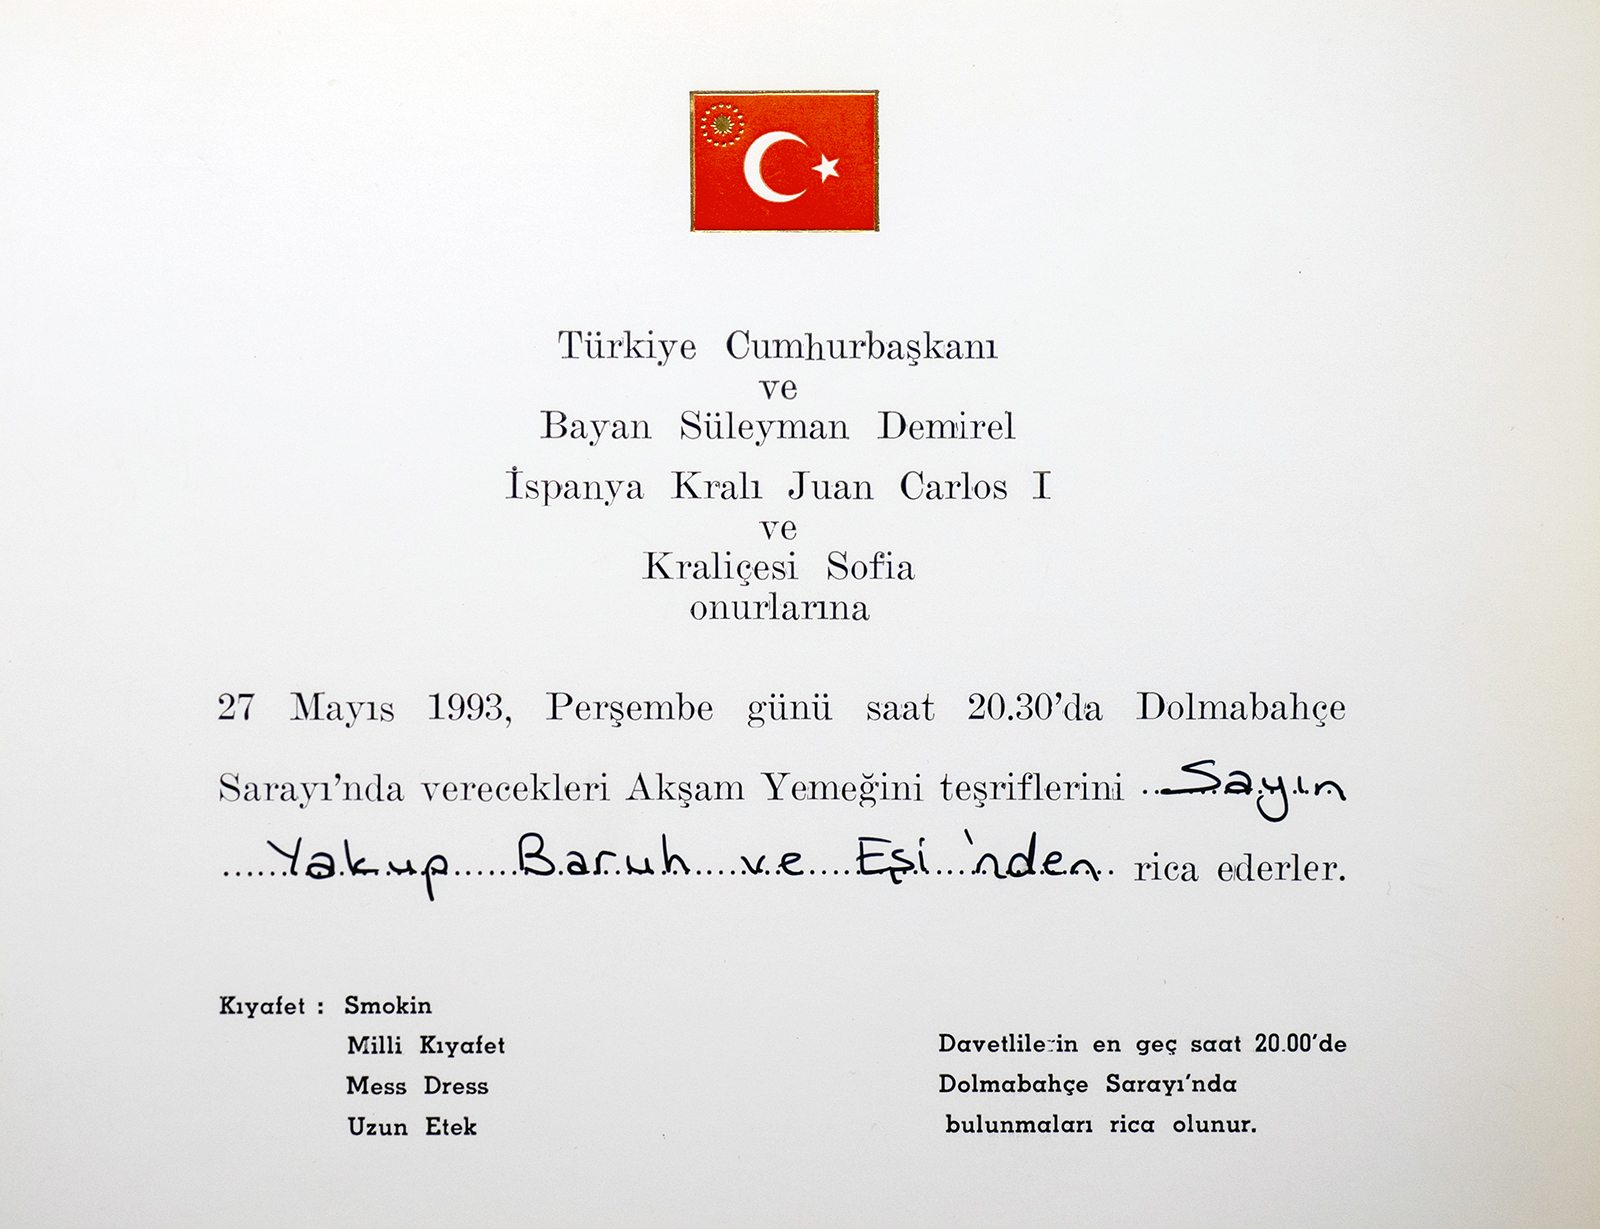 Türkiye Cumhurbaşkanı
ve
Bayan Süleyman Demirel
İspanya Kralı Juan Carlos I
ve
Kraliçesi Sofia
onurlarına
27 Mayıs 1993, Perşembe günü saat 20.30'da Dolmabahçe
Sarayı'nda verecekleri Akşam Yemeğini teşriflerini ..Sayın
......Yakup......Baruh....ve....Eşi...'nden.. rica ederler.
Kıyafet : Smokin
Milli Kıyafet
Mess Dress
Uzun Etek
Davetlilerin en geç saat 20.00'de
Dolmabahçe Sarayı'nda
bulunmaları rica olunur.